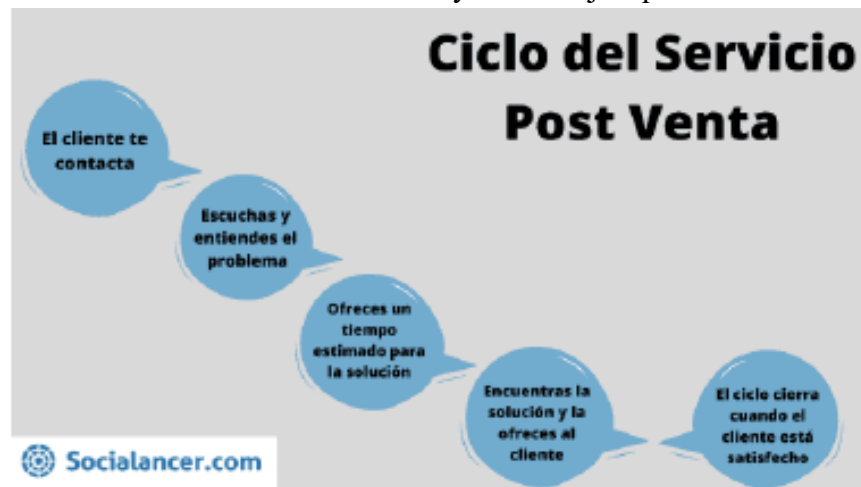 Ciclo del Servicio
Post Venta
El cliente te
contacta
Escuchas y
entiendes el
problema
Ofreces un
tiempo
estimado para
la solución
Encuentras la
solución y la
ofreces al
cliente
El ciclo cierra
cuando el
cliente está
satisfecho
Socialancer.com